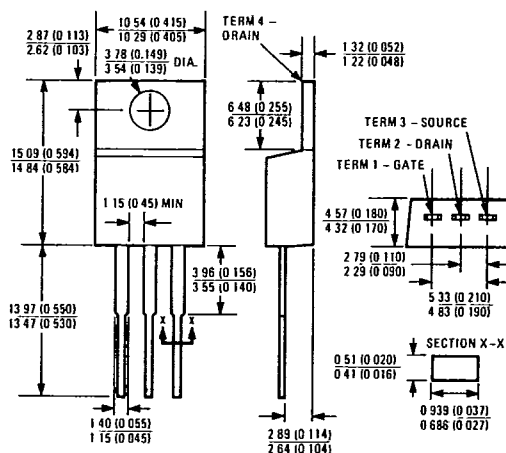 10 54 (0 415)
10 29 (0 405)
TERM 4 -
DRAIN
2.87 (0 113)
2.62 (0 103)
3.78 (0.149)
3 54 (0 139)
DIA.
1 32 (0 052)
1 22 (0 048)
6 48 (0 255)
6 23 (0 245)
TERM 3 - SOURCE
TERM 2 - DRAIN
TERM 1 - GATE
15 09 (0 594)
14 84 (0 584)
1 15 (0 45) MIN
4 57 (0 180)
4 32 (0 170)
2 79 (0 110)
2 29 (0 090)
3 96 (0 156)
3 55 (0 140)
5 33 (0 210)
4 83 (0 190)
13 97 (0 550)
13 47 (0 530)
x x
SECTION X-X
0 51 (0 020)
0 41 (0 016)
1 40 (0 055)
1 15 (0 045)
2 89 (0 114)
2 64 (0 104)
0 939 (0 037)
0 686 (0 027)